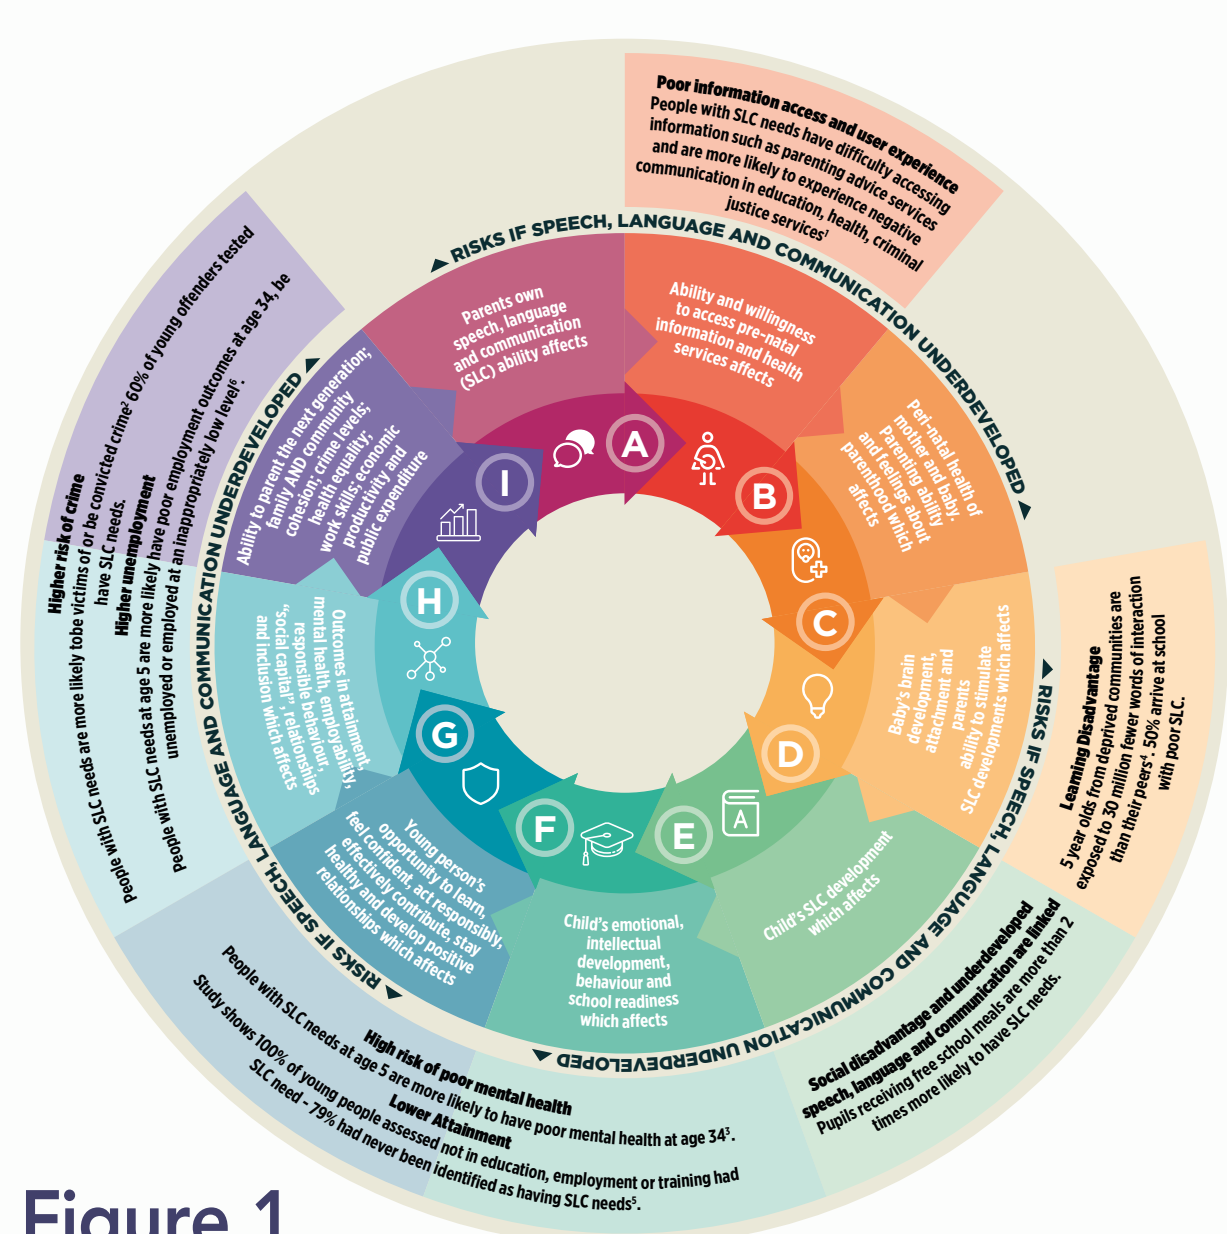 Poor information access and user experience
People with SLC needs have difficulty accessing
information such as parenting advice services
and are more likely to experience negative
communication in education, health, criminal
justice services⁷
RISKS IF SPEECH, LANGUAGE AND COMMUNICATION UNDERDEVELOPED
Parents own
speech, language
and communication
(SLC) ability affects
A
Ability and willingness
to access pre-natal
information and health
services affects
B
Peri-natal health of
mother and baby.
Parenting ability
and feelings about
parenthood which
affects
C
Baby's brain
development,
attachment and
parents
ability to stimulate
SLC developments which affects
D
Learning Disadvantage
5 year olds from deprived communities are
exposed to 30 million fewer words of interaction
than their peers⁴. 50% arrive at school
with poor SLC.
RISKS IF SPEECH, LANGUAGE AND COMMUNICATION UNDERDEVELOPED
Child's SLC development
which affects
E
A
Social disadvantage and underdeveloped
speech, language and communication are linked
Pupils receiving free school meals are more than 2
times more likely to have SLC needs.
Child's emotional,
intellectual
development,
behaviour and
school readiness
which affects
F
High risk of poor mental health
People with SLC needs at age 5 are more likely to have poor mental health at age 34³.
Lower Attainment
Study shows 100% of young people assessed not in education, employment or training had
SLC need – 79% had never been identified as having SLC needs⁵.
Young person's
opportunity to learn,
feel confident, act responsibly,
effectively contribute, stay
healthy and develop positive
relationships which affects
G
RISKS IF SPEECH, LANGUAGE AND COMMUNICATION UNDERDEVELOPED
Outcomes in attainment,
mental health, employability,
responsible behaviour,
social capital", relationships
and inclusion which affects
H
Higher risk of crime
People with SLC needs are more likely tobe victims of or be convicted crime² 60% of young offenders tested
have SLC needs.
Higher unemployment
People with SLC needs at age 5 are more likely have poor employment outcomes at age 34, be
unemployed or employed at an inappropriately low level⁶.
Ability to parent the next generation;
family AND community
cohesion; crime levels;
health equality;
work skills; economic
productivity and
public expenditure
I
Figure 1